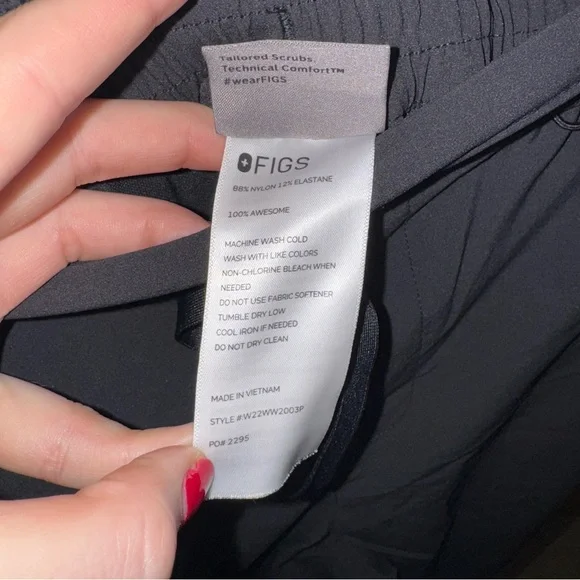 Tailored Scrubs.
Technical Comfort™
#wearFIGS
FIGS
88% NYLON 12% ELASTANE
100% AWESOME
MACHINE WASH COLD
WASH WITH LIKE COLORS
NON-CHLORINE BLEACH WHEN
NEEDED
DO NOT USE FABRIC SOFTENER
TUMBLE DRY LOW
COOL IRON IF NEEDED
DO NOT DRY CLEAN
MADE IN VIETNAM
STYLE #:W22WW2003P
PO# 2295